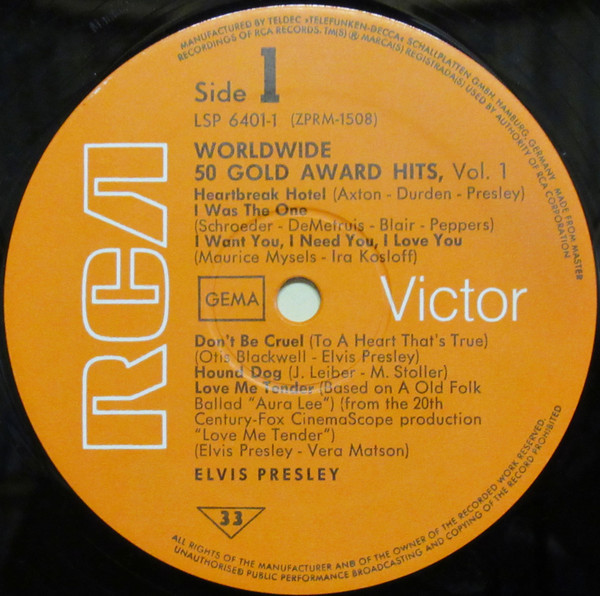 MANUFACTURED BY TELDEC »TELEFUNKEN-DECCA« SCHALLPLATTEN GMBH, HAMBURG, GERMANY. MADE FROM MASTER
RECORDINGS OF RCA RECORDS. TM(S) ® MARCA(S) REGISTRADA(S) USED BY AUTHORITY OF RCA CORPORATION
Side 1
LSP 6401-1 (ZPRM-1508)
WORLDWIDE
50 GOLD AWARD HITS, Vol. 1
Heartbreak Hotel (Axton - Durden - Presley)
I Was The One
(Schroeder - DeMelruis - Blair - Peppers)
I Want You, I Need You, I Love You
(Maurice Mysels - Ira Kosloff)
RCA
GEMA
Victor
Don't Be Cruel (To A Heart That's True)
(Otis Blackwell - Elvis Presley)
Hound Dog (J. Leiber - M. Stoller)
Love Me Tender (Based on A Old Folk
Ballad "Aura Lee") (from the 20th
Century-Fox CinemaScope production
"Love Me Tender")
(Elvis Presley - Vera Matson)
ELVIS PRESLEY
33
ALL RIGHTS OF THE MANUFACTURER AND OF THE OWNER OF THE RECORDED WORK RESERVED.
UNAUTHORISED PUBLIC PERFORMANCE BROADCASTING AND COPYING OF THE RECORD PROHIBITED